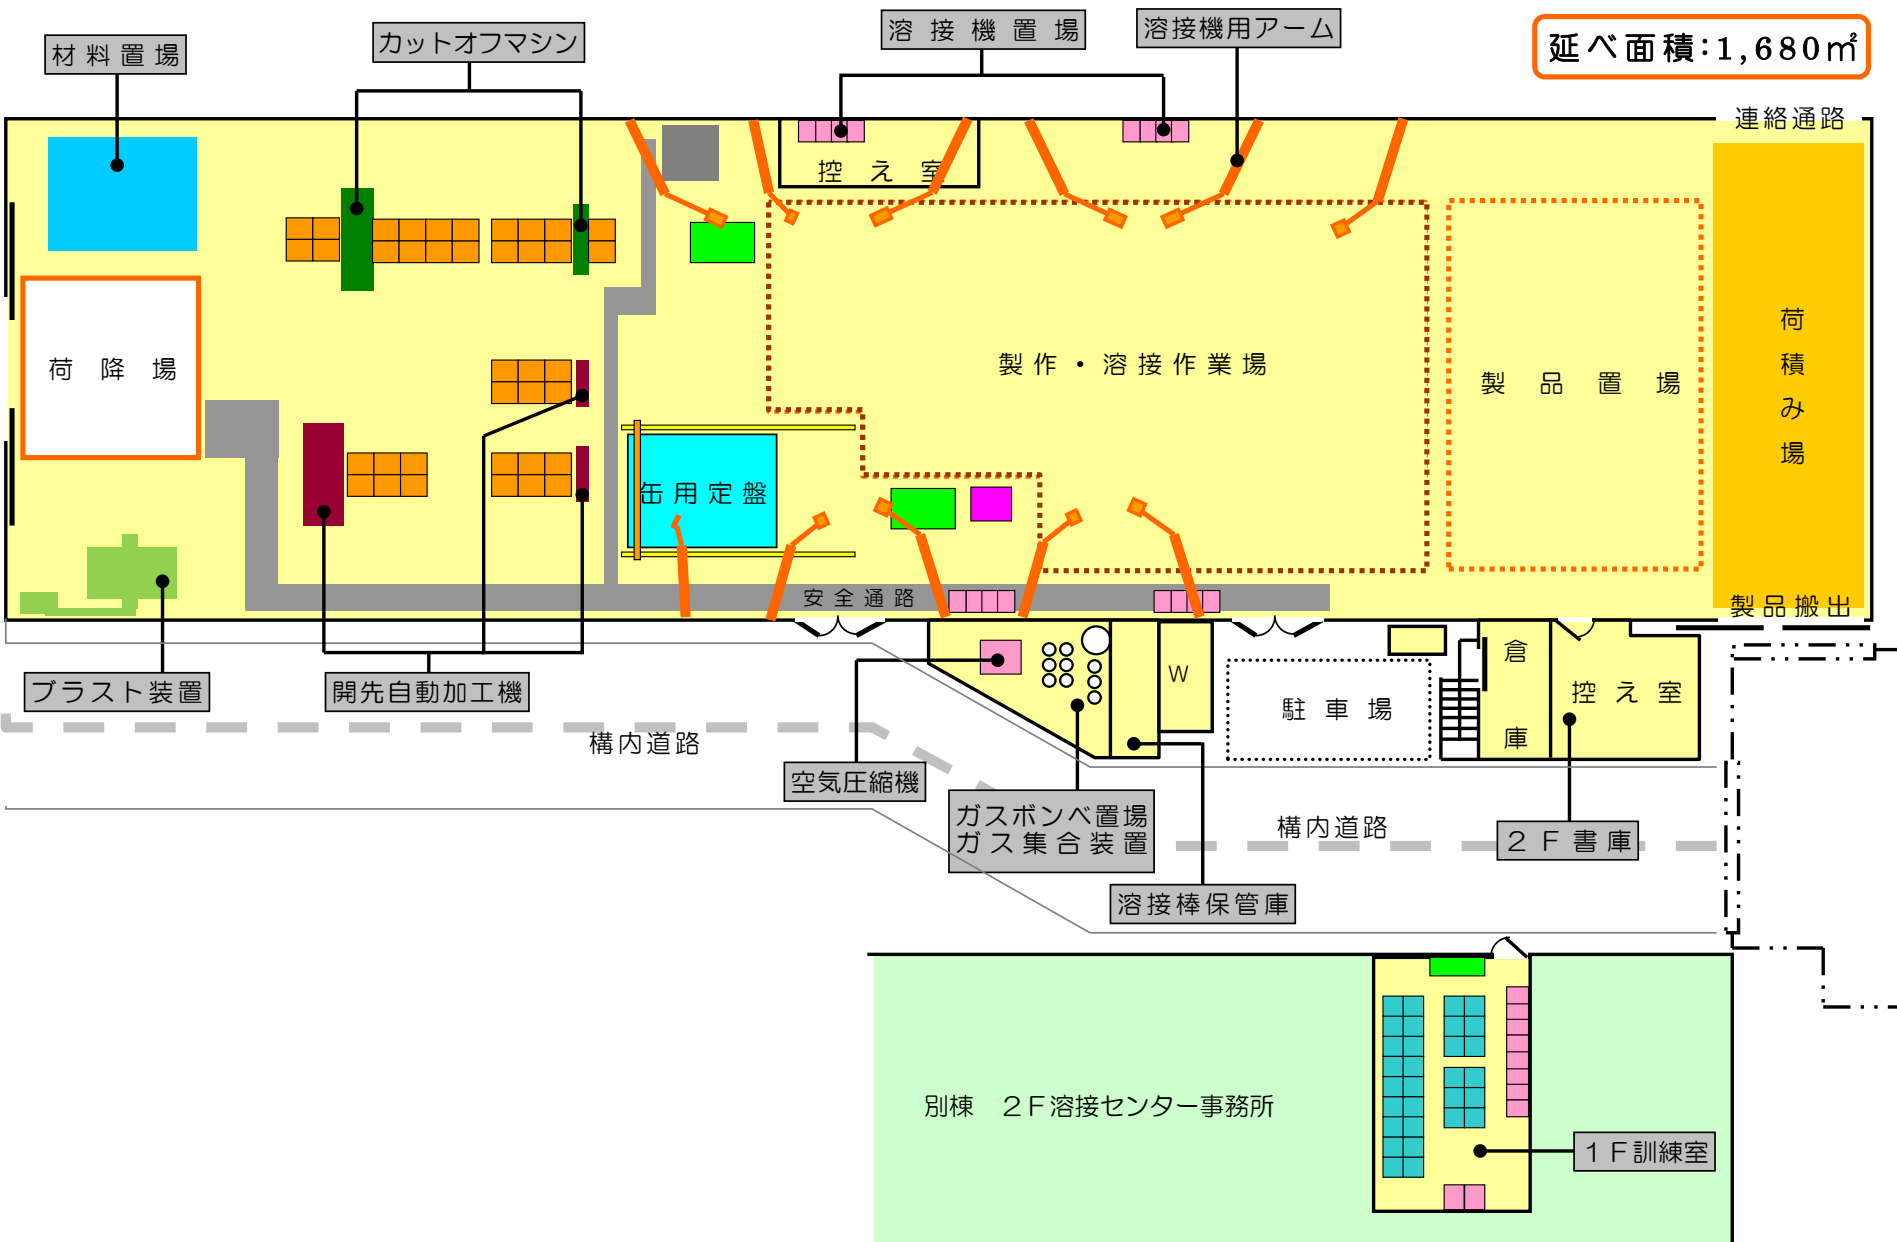 材料置場
カットオフマシン
溶接機置場
溶接機用アーム
延べ面積:1,680㎡
連絡通路
控え室
荷降場
製作・溶接作業場
製品置場
荷積み場
缶用定盤
安全通路
製品搬出
ブラスト装置
開先自動加工機
W
駐車場
倉庫
控え室
構内道路
空気圧縮機
ガスボンベ置場
ガス集合装置
構内道路
2F書庫
溶接棒保管庫
別棟 2F溶接センター事務所
1F訓練室